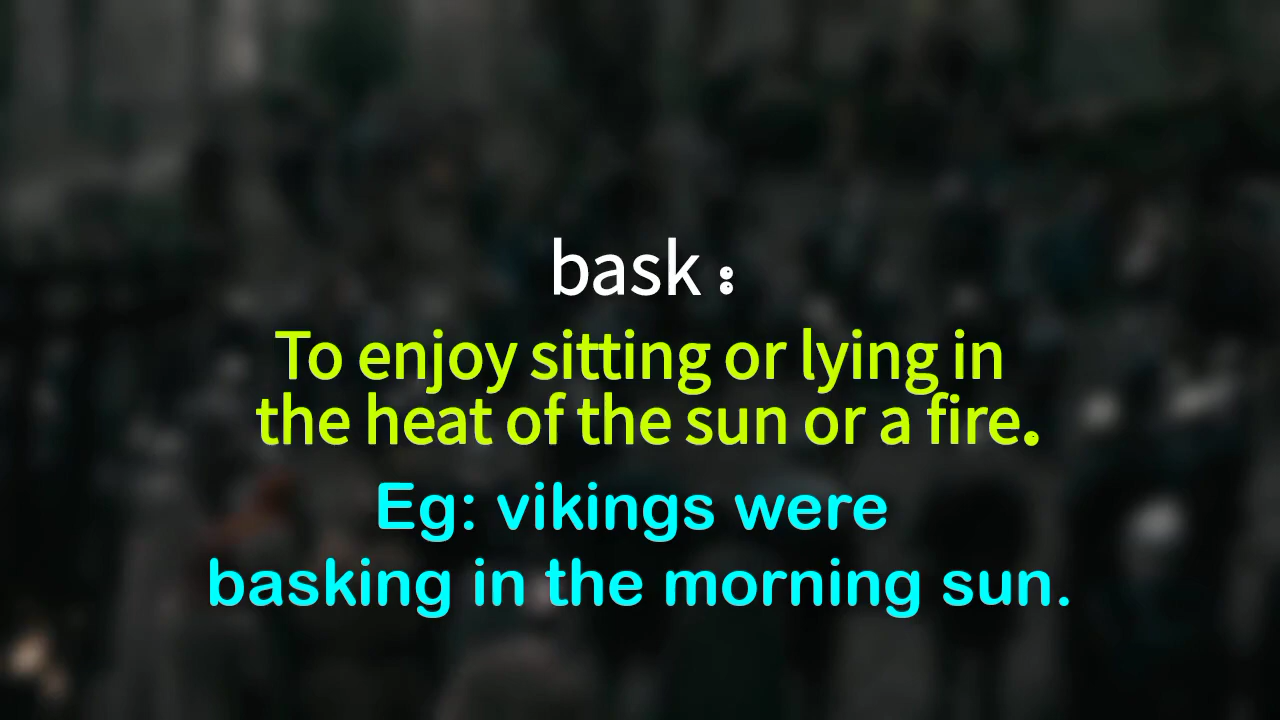 bask :
To enjoy sitting or lying in
the heat of the sun or a fire.
Eg: vikings were
basking in the morning sun.